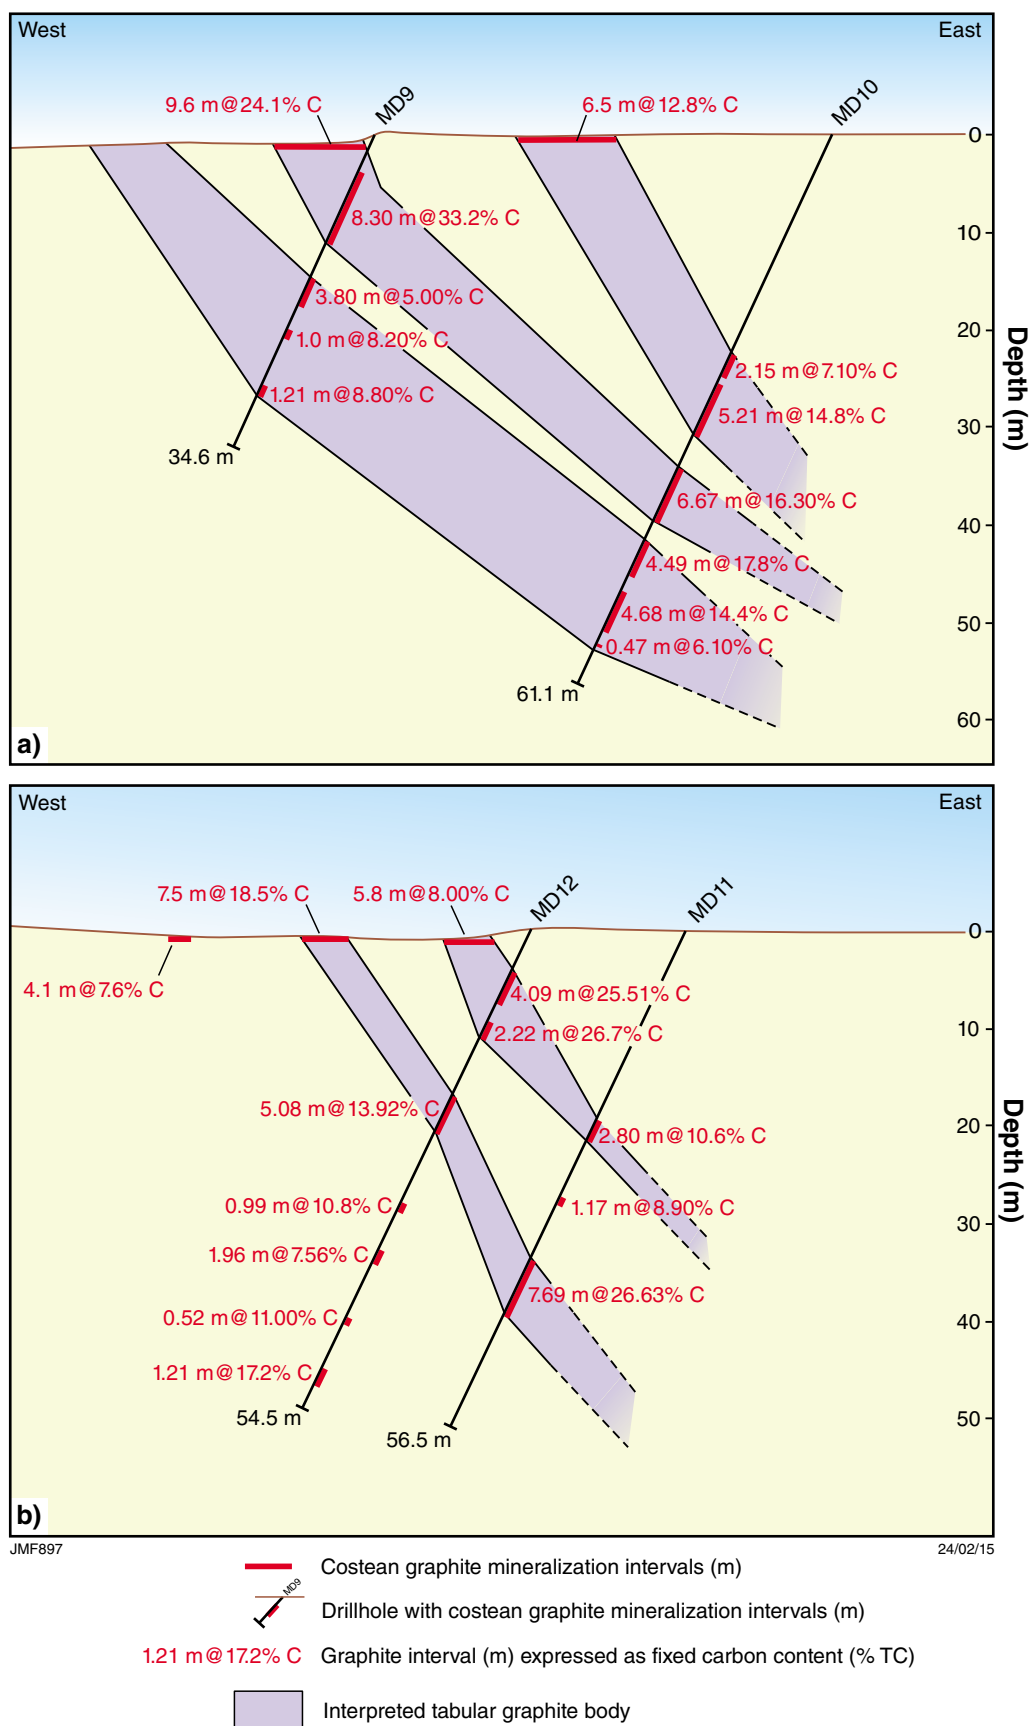 West
East
9.6 m@24.1% C
MD9
6.5 m@12.8% C
MD10
0
8.30 m@33.2% C
10
3.80 m@5.00% C
1.0 m@8.20% C
20
2.15 m@7.10% C
1.21 m@8.80% C
5.21 m@14.8% C
30
Depth (m)
34.6 m
6.67 m@16.30% C
40
4.49 m@17.8% C
4.68 m@14.4% C
50
0.47 m@6.10% C
61.1 m
60
a)
West
East
7.5 m@18.5% C
5.8 m@8.00% C
MD12
MD11
0
4.1 m@7.6% C
4.09 m@25.51% C
10
2.22 m@26.7% C
5.08 m@13.92% C
20
2.80 m@10.6% C
Depth (m)
0.99 m@10.8% C
1.17 m@8.90% C
30
1.96 m@7.56% C
7.69 m@26.63% C
0.52 m@11.00% C
40
1.21 m@17.2% C
54.5 m
50
56.5 m
b)
JMF897
24/02/15
Costean graphite mineralization intervals (m)
MD9
Drillhole with costean graphite mineralization intervals (m)
1.21 m@17.2% C
Graphite interval (m) expressed as fixed carbon content (% TC)
Interpreted tabular graphite body